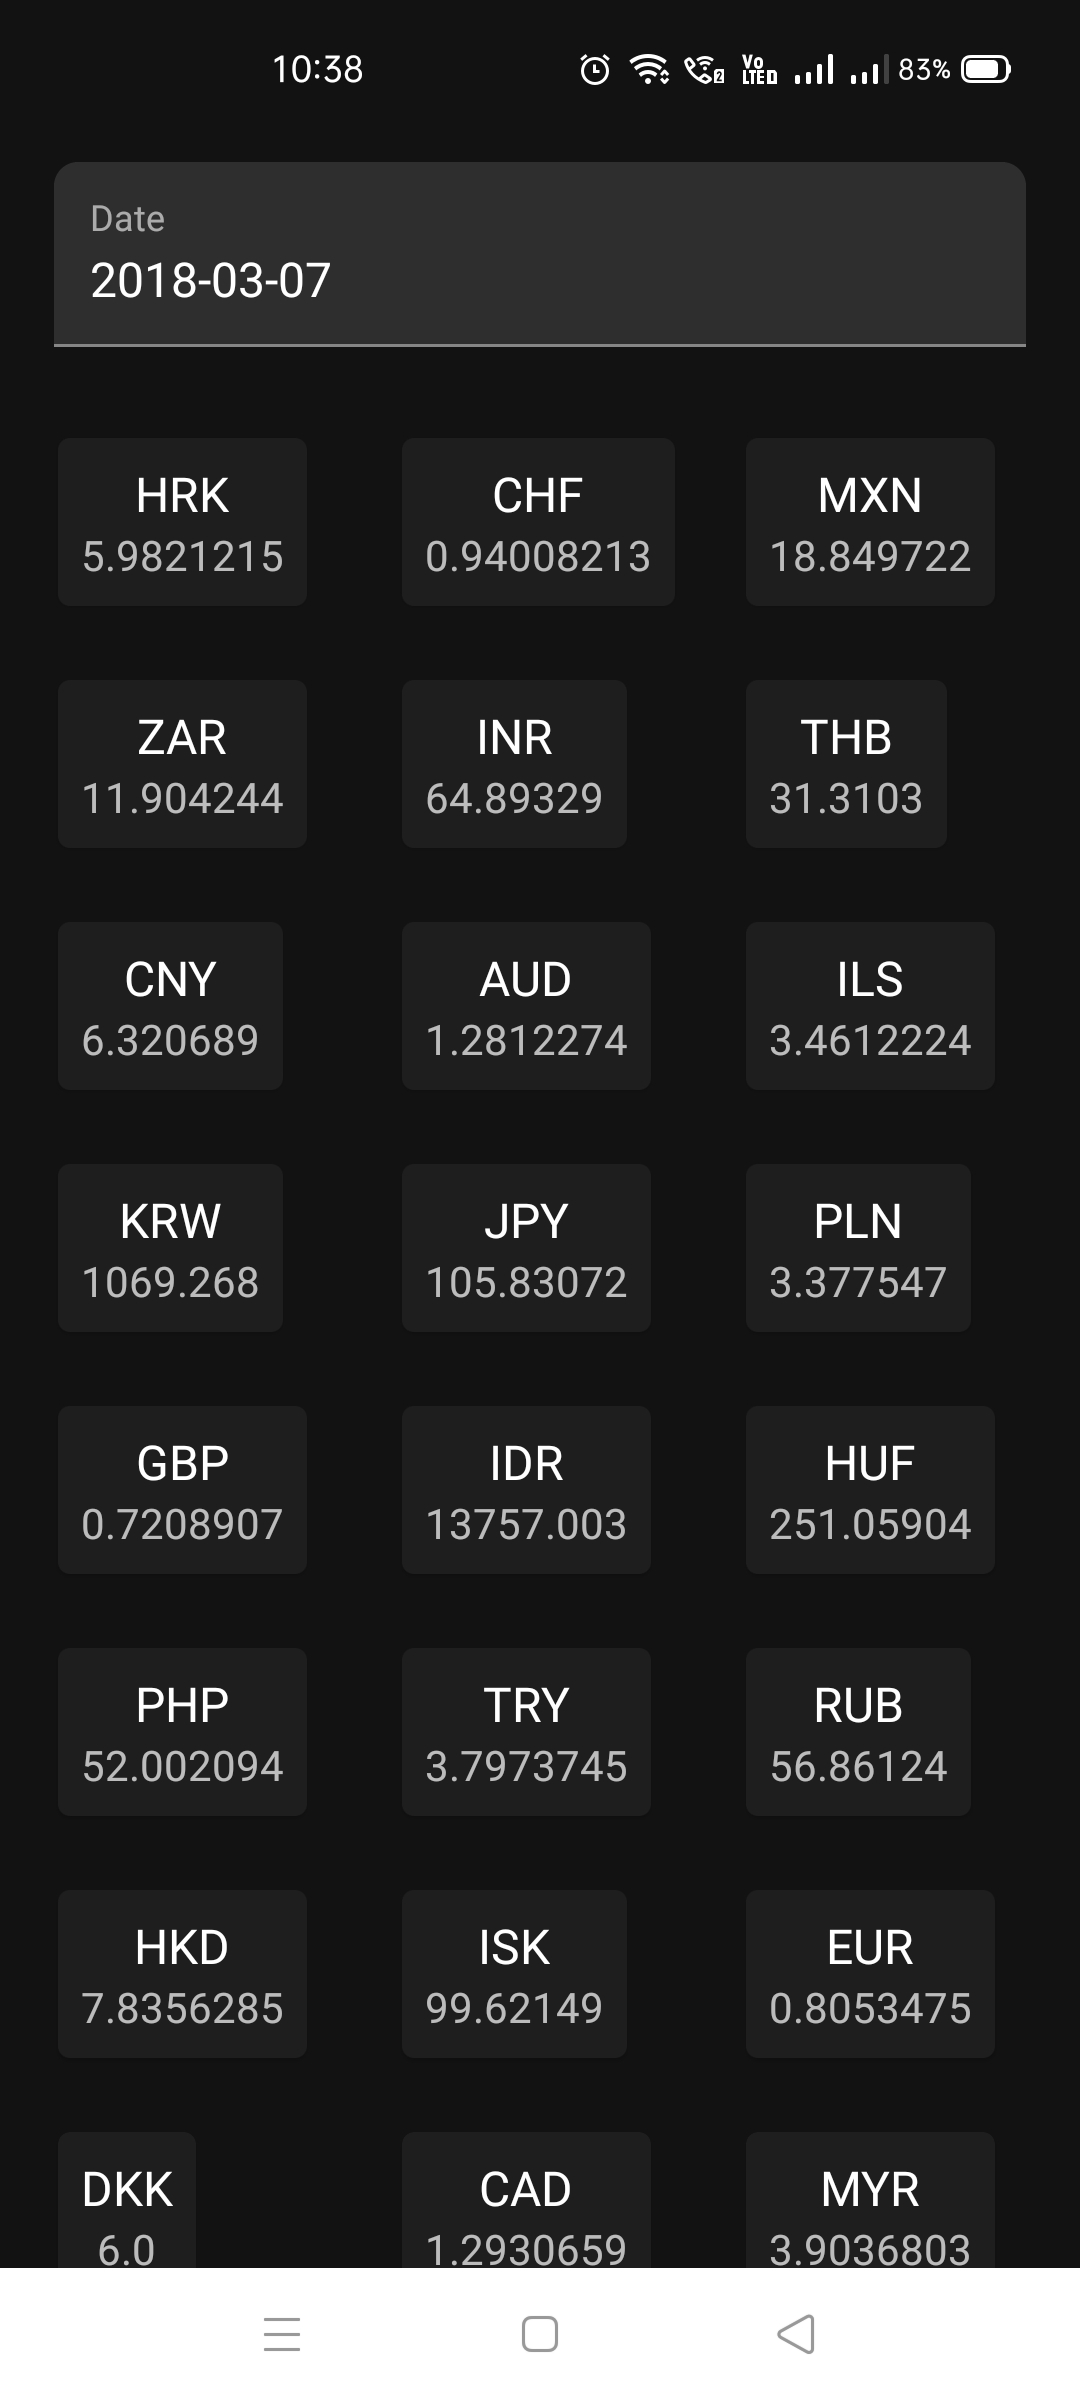 10:38
2
Vo
LTED
83%
Date
2018-03-07
HRK
CHF
MXN
5.9821215
0.94008213
18.849722
ZAR
INR
THB
11.904244
64.89329
31.3103
CNY
AUD
ILS
6.320689
1.2812274
3.4612224
KRW
JPY
PLN
1069.268
105.83072
3.377547
GBP
IDR
HUF
0.7208907
13757.003
251.05904
PHP
TRY
RUB
52.002094
3.7973745
56.86124
HKD
ISK
EUR
7.8356285
99.62149
0.8053475
DKK
CAD
MYR
6.0
1.2930659
3.9036803